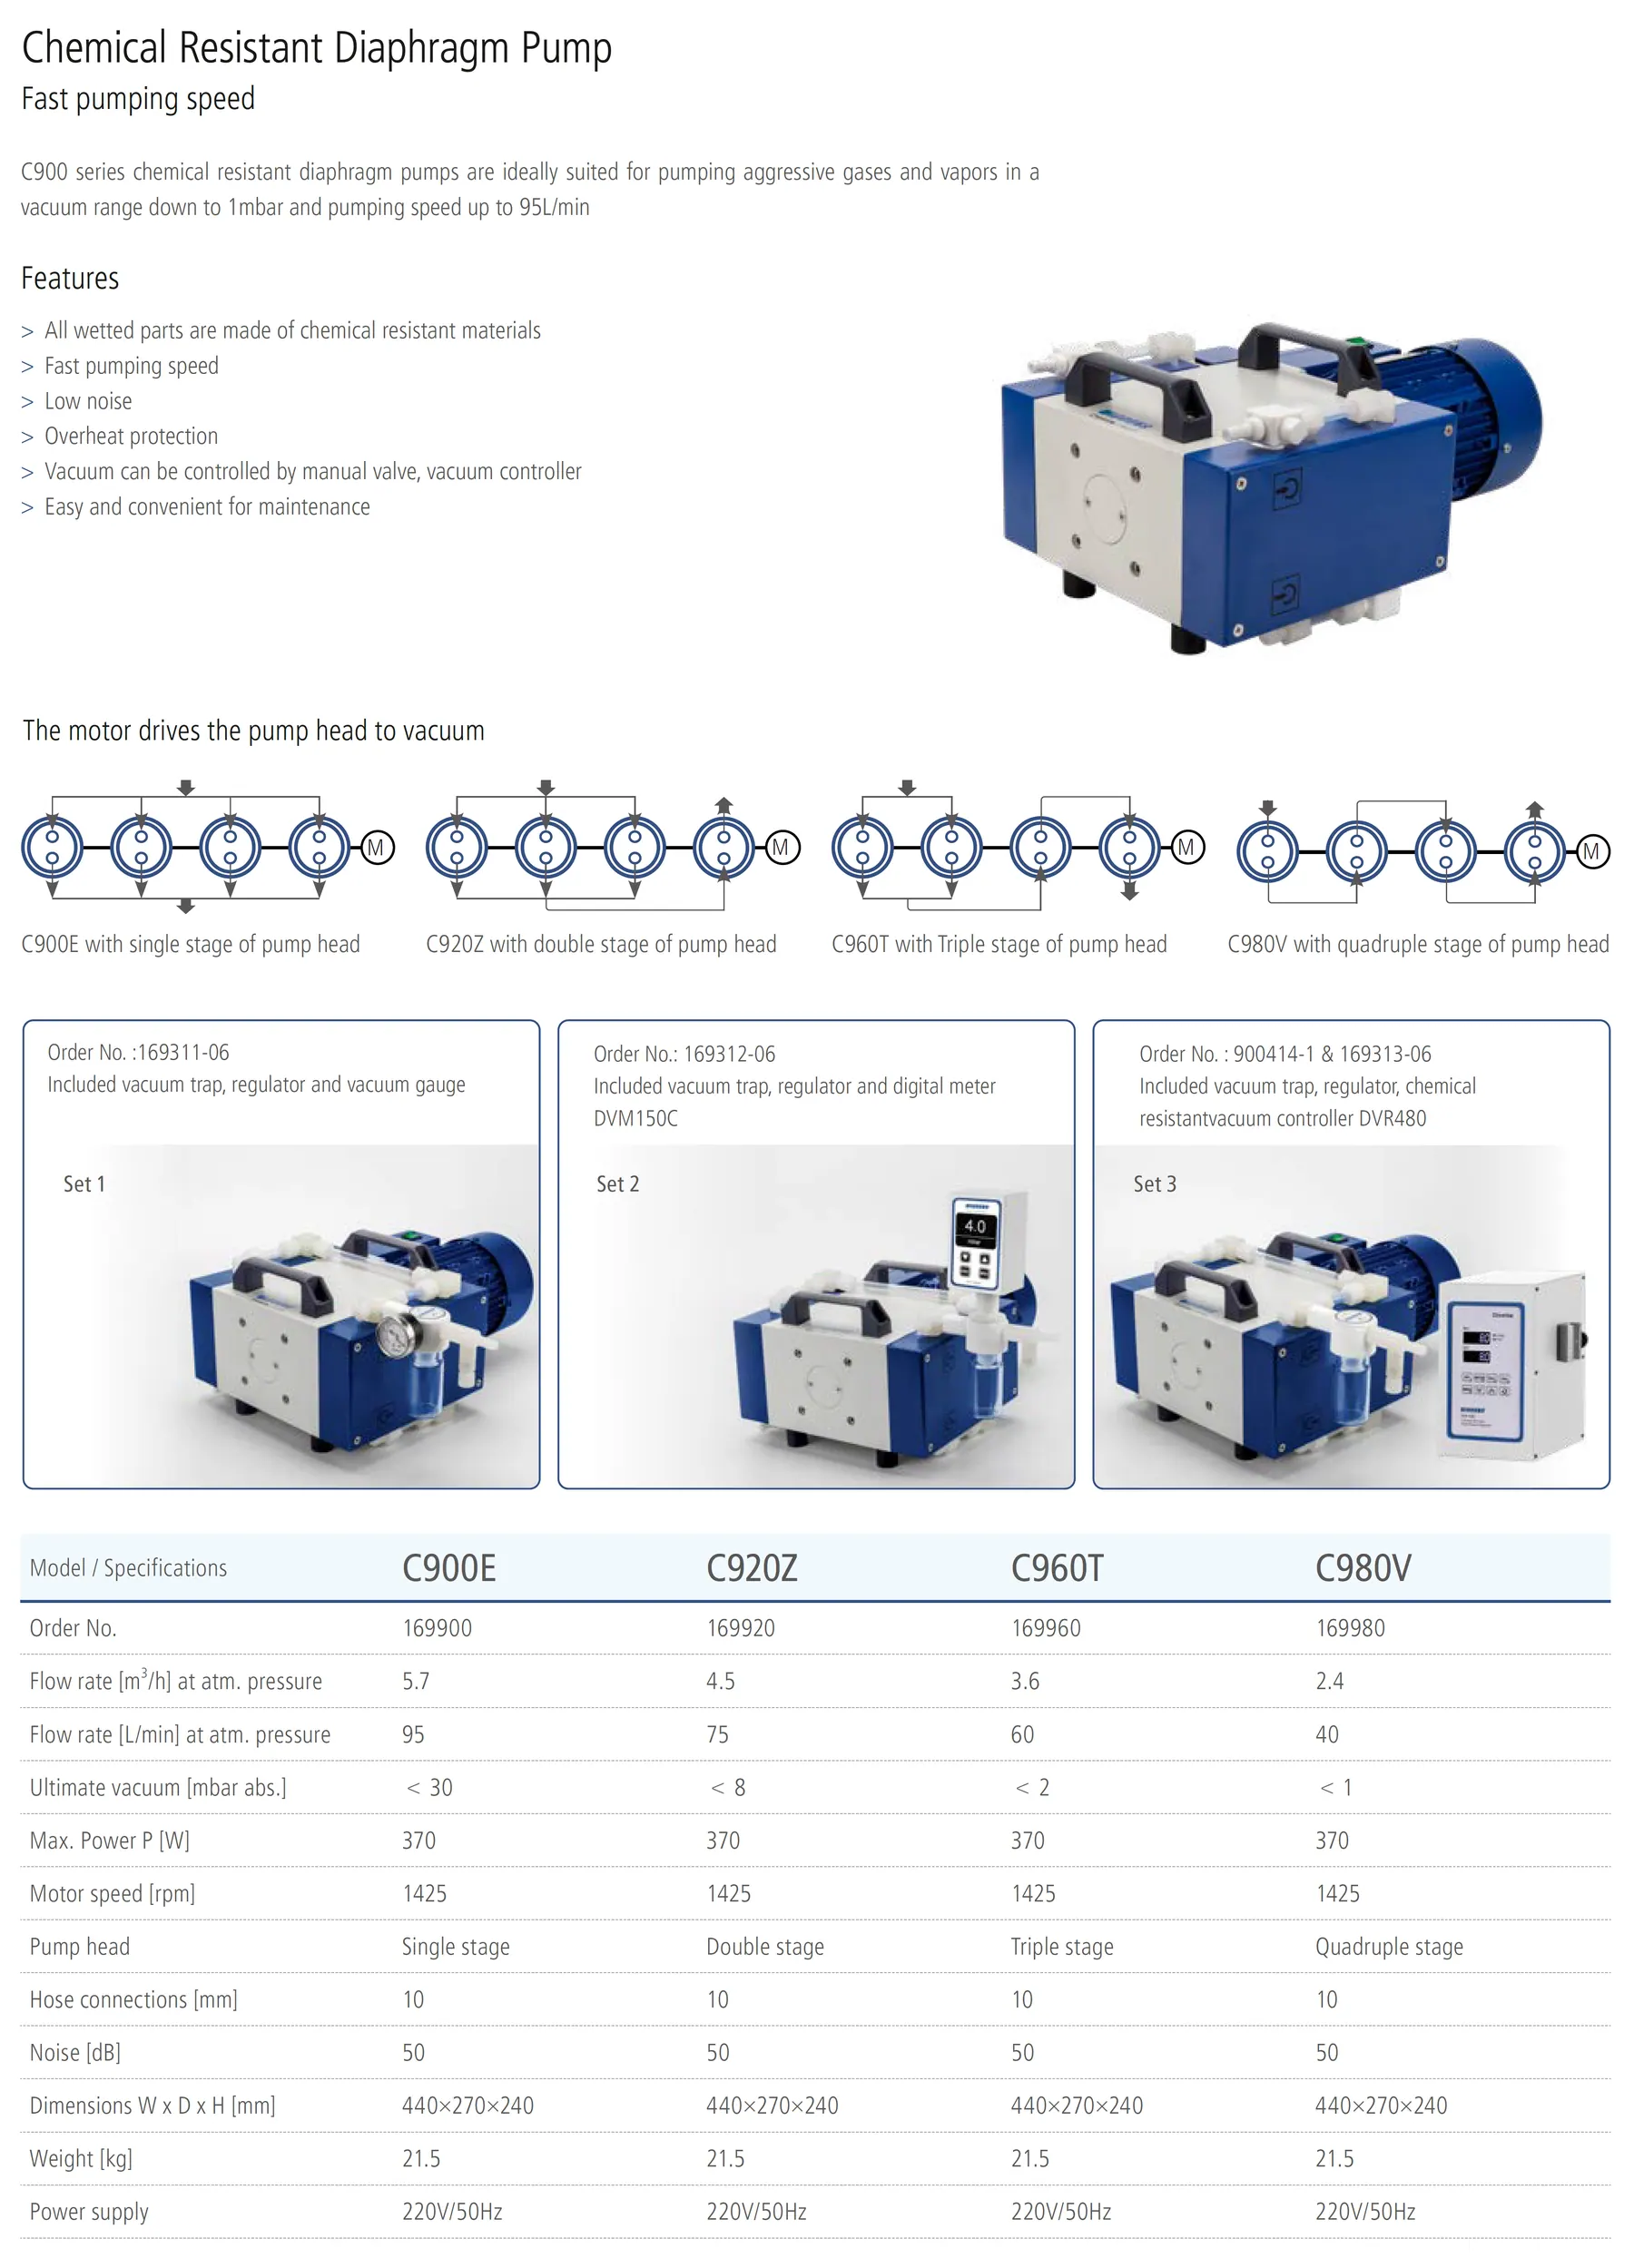 Chemical Resistant Diaphragm Pump
Fast pumping speed
C900 series chemical resistant diaphragm pumps are ideally suited for pumping aggressive gases and vapors in a
vacuum range down to 1mbar and pumping speed up to 95L/min
Features
> All wetted parts are made of chemical resistant materials
> Fast pumping speed
> Low noise
> Overheat protection
> Vacuum can be controlled by manual valve, vacuum controller
> Easy and convenient for maintenance
The motor drives the pump head to vacuum
M M M M
C900E with single stage of pump head
C920Z with double stage of pump head
C960T with Triple stage of pump head
C980V with quadruple stage of pump head
Order No. :169311-06
Included vacuum trap, regulator and vacuum gauge
Set 1
Order No.: 169312-06
Included vacuum trap, regulator and digital meter
DVM150C
Set 2
4.0
Order No. : 900414-1 & 169313-06
Included vacuum trap, regulator, chemical
resistantvacuum controller DVR480
Set 3
Model / Specifications C900E C920Z C960T C980V
Order No. 169900 169920 169960 169980
Flow rate [m³/h] at atm. pressure 5.7 4.5 3.6 2.4
Flow rate [L/min] at atm. pressure 95 75 60 40
Ultimate vacuum [mbar abs.] < 30 < 8 < 2 < 1
Max. Power P [W] 370 370 370 370
Motor speed [rpm] 1425 1425 1425 1425
Pump head Single stage Double stage Triple stage Quadruple stage
Hose connections [mm] 10 10 10 10
Noise [dB] 50 50 50 50
Dimensions W x D x H [mm] 440×270×240 440×270×240 440×270×240 440×270×240
Weight [kg] 21.5 21.5 21.5 21.5
Power supply 220V/50Hz 220V/50Hz 220V/50Hz 220V/50Hz